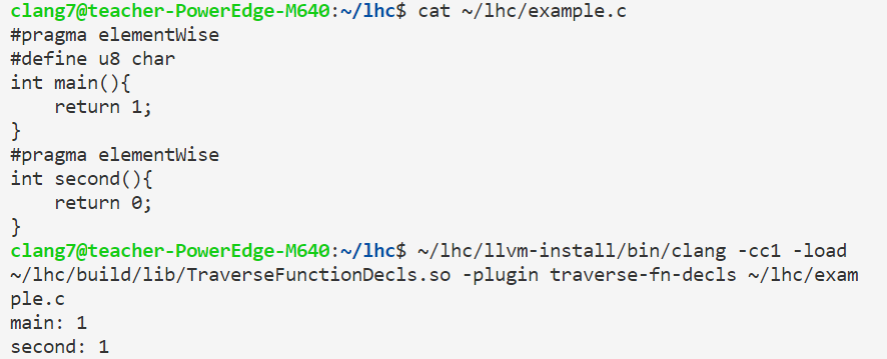 clang7@teacher-PowerEdge-M640:~/lhc$ cat ~/lhc/example.c
#pragma elementWise
#define u8 char
int main(){
    return 1;
}
#pragma elementWise
int second(){
    return 0;
}
clang7@teacher-PowerEdge-M640:~/lhc$ ~/lhc/llvm-install/bin/clang -cc1 -load
~/lhc/build/lib/TraverseFunctionDecls.so -plugin traverse-fn-decls ~/lhc/exam
ple.c
main: 1
second: 1